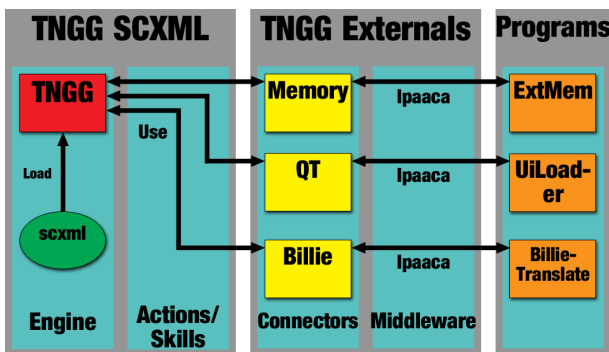 TNGG SCXML
TNGG Externals
Programs
TNGG
Memory
ExtMem
Ipaaca
Use
Load
QT
UiLoad-
er
Ipaaca
scxml
Billie
Billie-
Translate
Ipaaca
Engine
Actions/
Skills
Connectors
Middleware